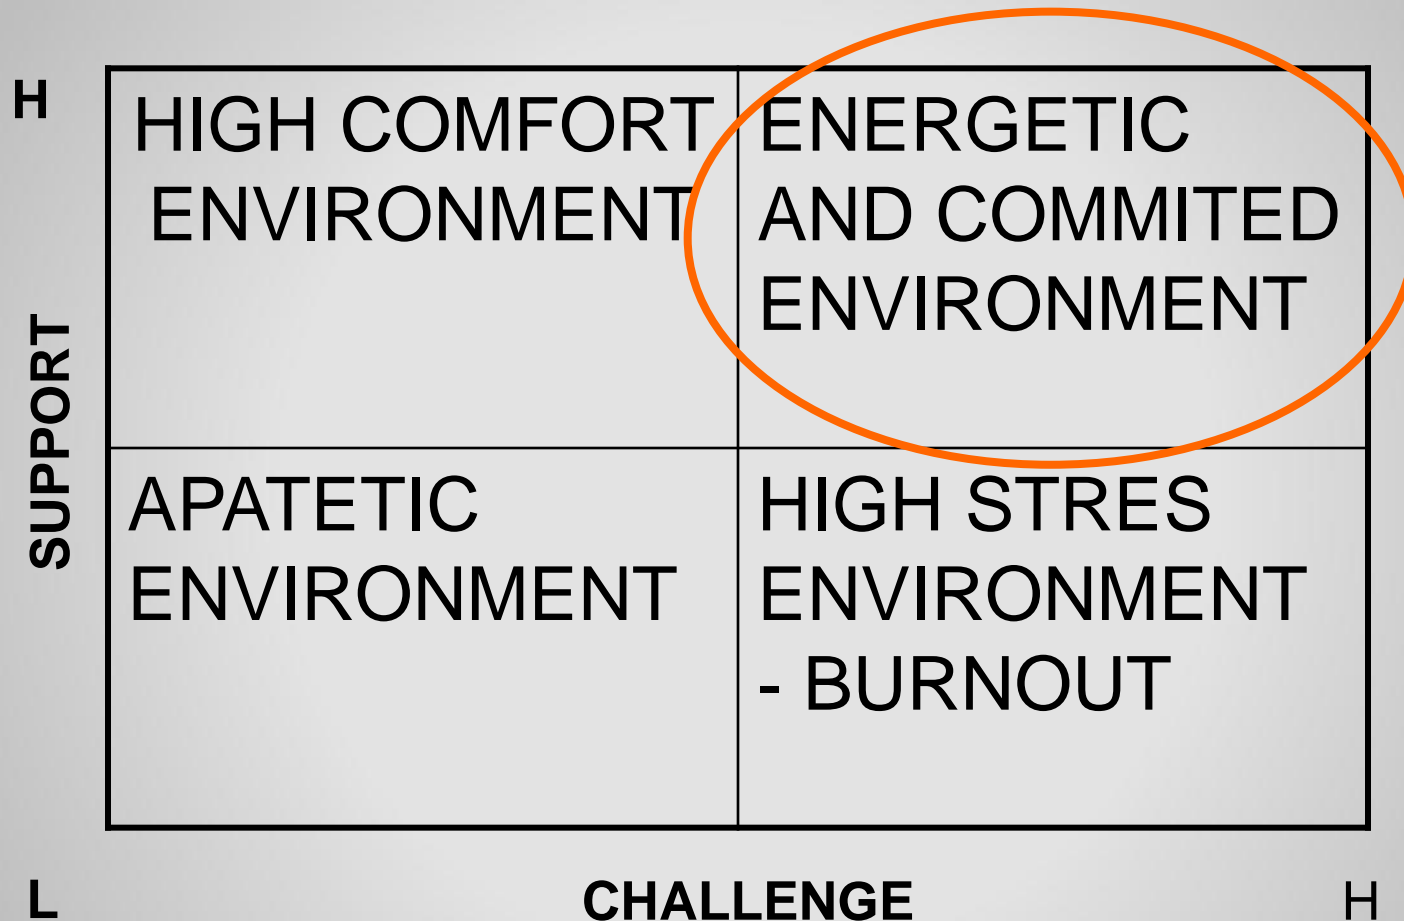 H
HIGH COMFORT
ENVIRONMENT
ENERGETIC
AND COMMITED
ENVIRONMENT
SUPPORT
APATETIC
ENVIRONMENT
HIGH STRES
ENVIRONMENT
- BURNOUT
L
CHALLENGE
H